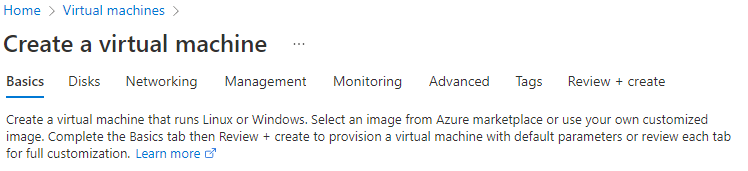 Home > Virtual machines >
Create a virtual machine ...
Basics Disks Networking Management Monitoring Advanced Tags Review + create
Create a virtual machine that runs Linux or Windows. Select an image from Azure marketplace or use your own customized
image. Complete the Basics tab then Review + create to provision a virtual machine with default parameters or review each tab
for full customization. Learn more